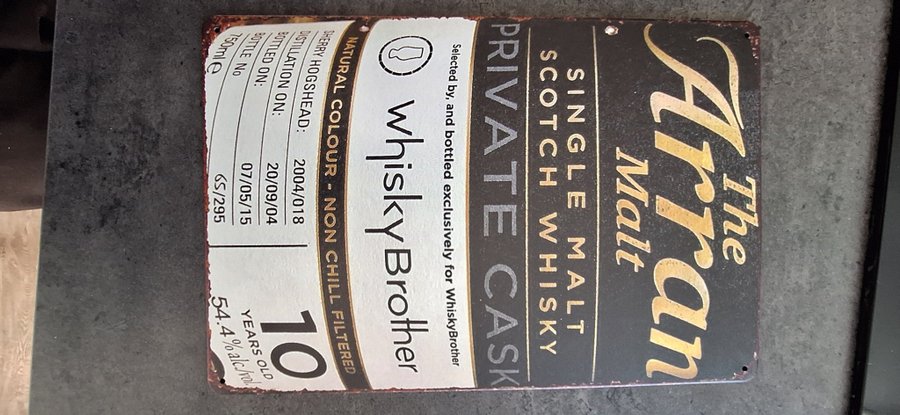 The
Arran
Malt
SINGLE MALT
SCOTCH WHISKY
PRIVATE CASK
Selected by, and bottled exclusively for WhiskyBrother
WhiskyBrother
NATURAL COLOUR - NON CHILL FILTERED
SHERRY HOGSHEAD: 2004/018
DISTILLATION ON: 20/09/04
BOTTLED ON: 07/05/15
BOTTLE No 65/295
750ml e
10
YEARS OLD
54.4% alc/vol